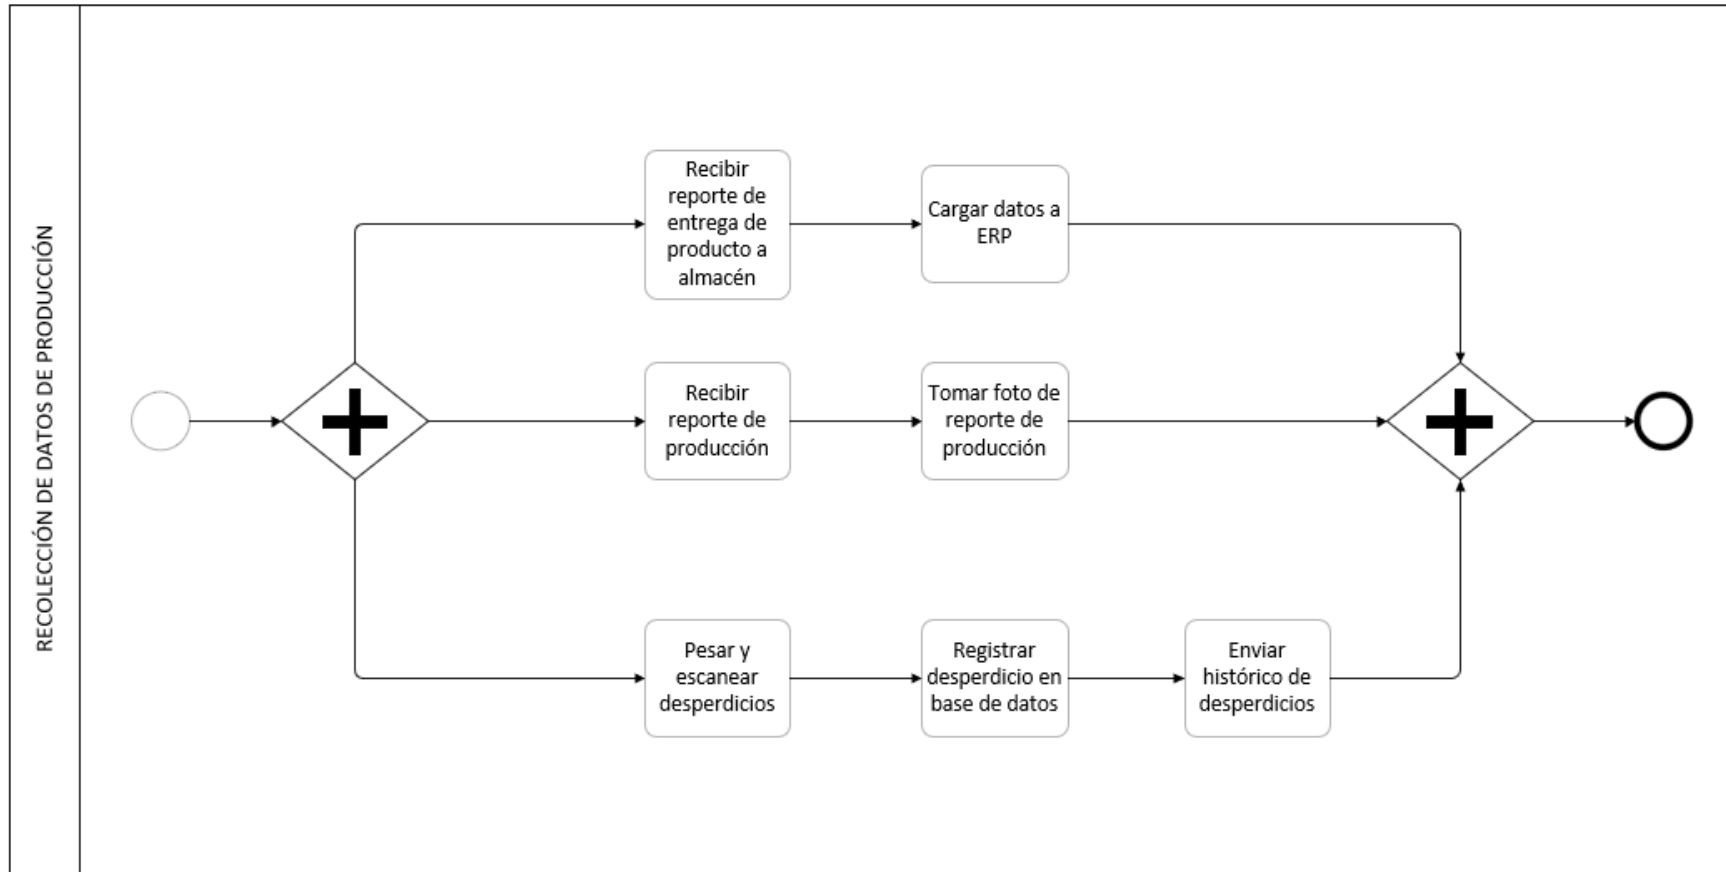 RECOLECCIÓN DE DATOS DE PRODUCCIÓN
Recibir
reporte de
entrega de
producto a
almacén
Cargar datos a
ERP
Recibir
reporte de
producción
Tomar foto de
reporte de
producción
Pesar y
escanear
desperdicios
Registrar
desperdicio en
base de datos
Enviar
histórico de
desperdicios